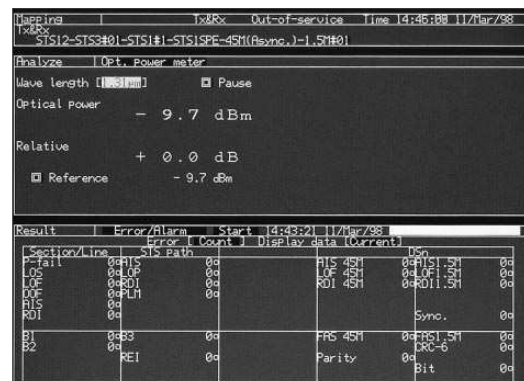 Mapping Tx&Rx Out-of-service Time 14:46:00 11/Mar/98
Tx&Rx
STS12-STS3#01-STS1#1-STS1SPE-45M(Async.)-1.5M#01
Analyze Opt. power meter
Wave length [1.31μm] Pause
Optical power
- 9.7 dBm
Relative
+ 0.0 dB
Reference - 9.7 dBm
Result Error/Alarm Start 14:43:21 11/Mar/98
Error [ Count ] Display data [Current]
Section/Line STS path DSn
P-fail 0 AIS 0 AIS 45M 0 AIS1.5M 0
LOS 0 LOP 0 LOF 45M 0 LOF1.5M 0
LOF 0 RDI 0 RDI 45M 0 RDI1.5M 0
OOF 0 PLM 0
AIS 0
RDI 0 Sync. 0
B1 0 B3 0 FAS 45M 0 FAS1.5M 0
B2 0 CRC-6 0
REI 0 Parity 0
Bit 0